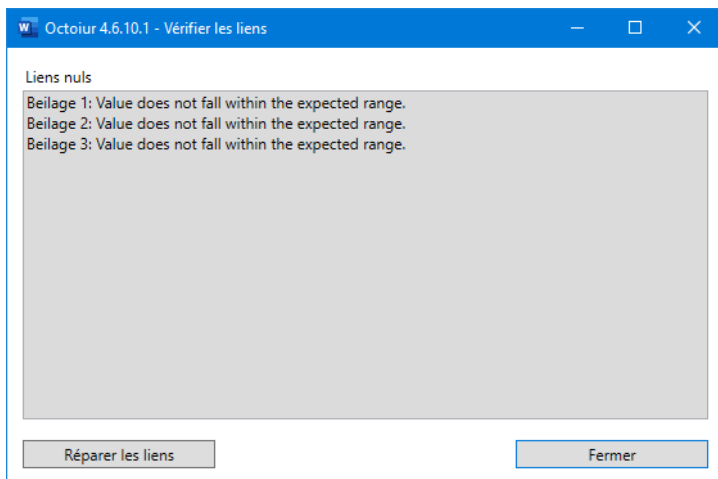 Octoiur 4.6.10.1 - Vérifier les liens
Liens nuls
Beilage 1: Value does not fall within the expected range.
Beilage 2: Value does not fall within the expected range.
Beilage 3: Value does not fall within the expected range.
Réparer les liens
Fermer